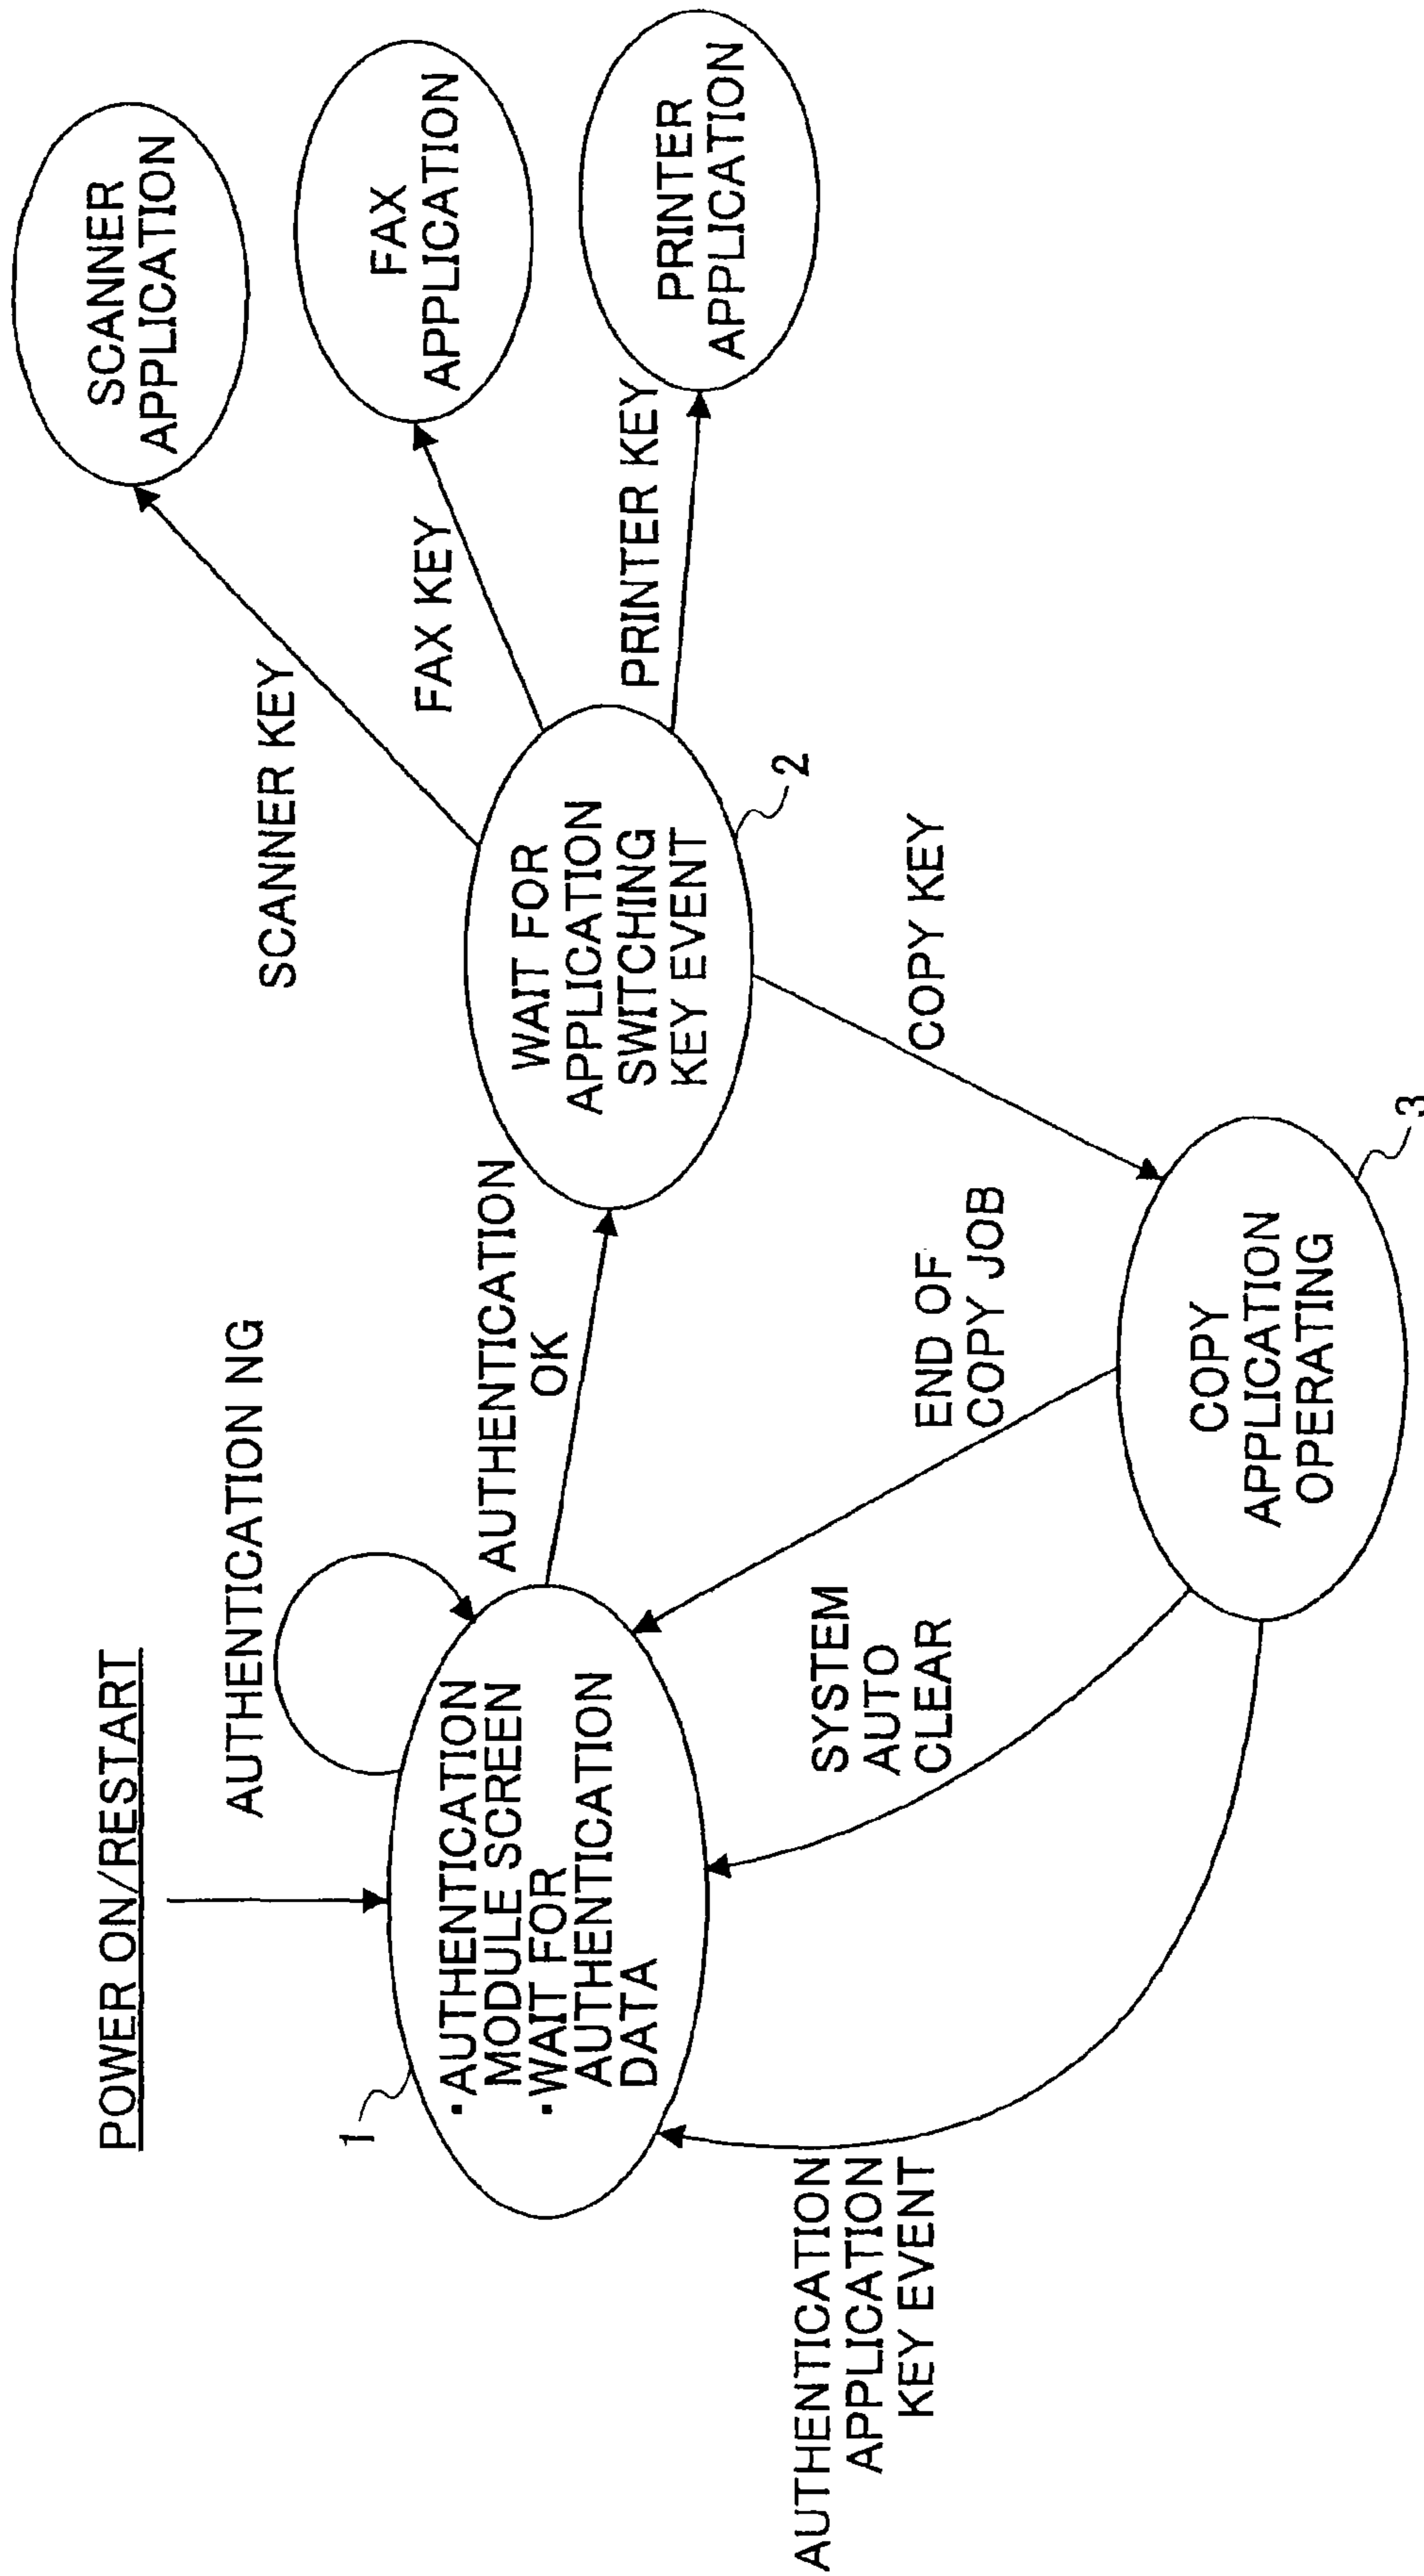 POWER ON/RESTART
AUTHENTICATION NG
1
• AUTHENTICATION
MODULE SCREEN
• WAIT FOR
AUTHENTICATION
DATA
AUTHENTICATION
OK
WAIT FOR
APPLICATION
SWITCHING
KEY EVENT
2
SCANNER KEY
SCANNER
APPLICATION
FAX KEY
FAX
APPLICATION
PRINTER KEY
PRINTER
APPLICATION
COPY KEY
END OF
COPY JOB
SYSTEM
AUTO
CLEAR
AUTHENTICATION
APPLICATION
KEY EVENT
COPY
APPLICATION
OPERATING
3